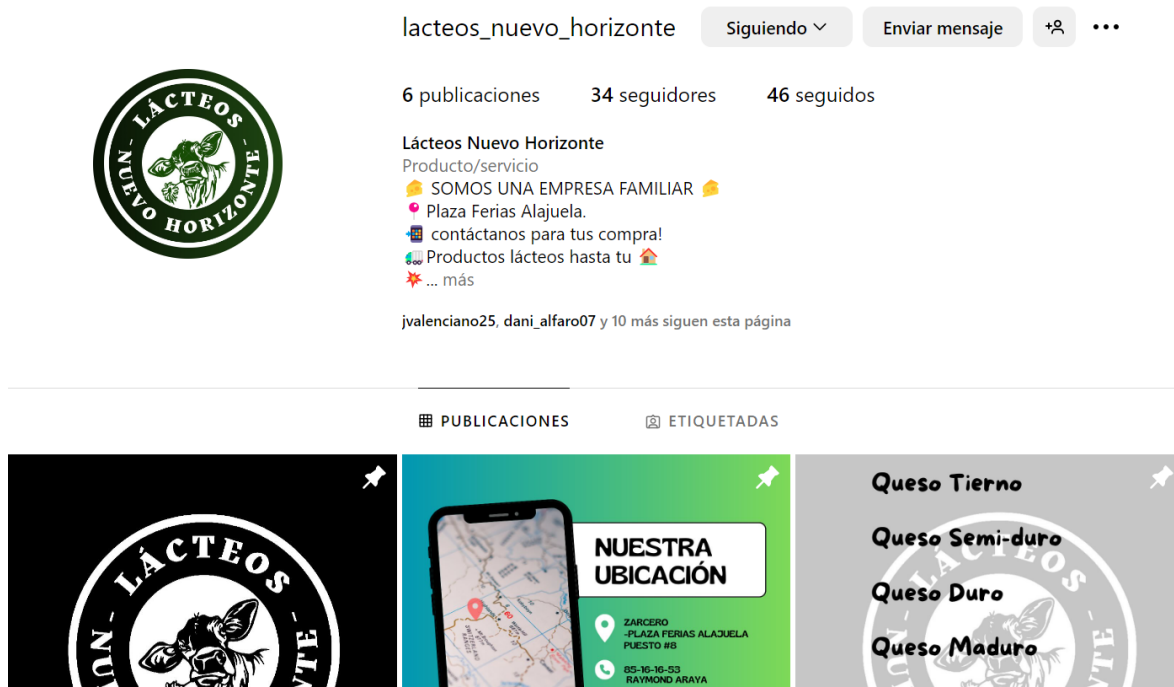 lacteos_nuevo_horizonte
Siguiendo
Enviar mensaje
6 publicaciones
34 seguidores
46 seguidos
LÁCTEOS
- NUEVO HORIZONTE -
Lácteos Nuevo Horizonte
Producto/servicio
SOMOS UNA EMPRESA FAMILIAR
Plaza Ferias Alajuela.
contáctanos para tus compra!
Productos lácteos hasta tu
... más
jvalenciano25, dani_alfaro07 y 10 más siguen esta página
PUBLICACIONES
ETIQUETADAS
LÁCTEOS
NUESTRA
UBICACIÓN
ZARCERO
-PLAZA FERIAS ALAJUELA
PUESTO #8
85-16-16-53
RAYMOND ARAYA
Queso Tierno
Queso Semi-duro
Queso Duro
Queso Maduro